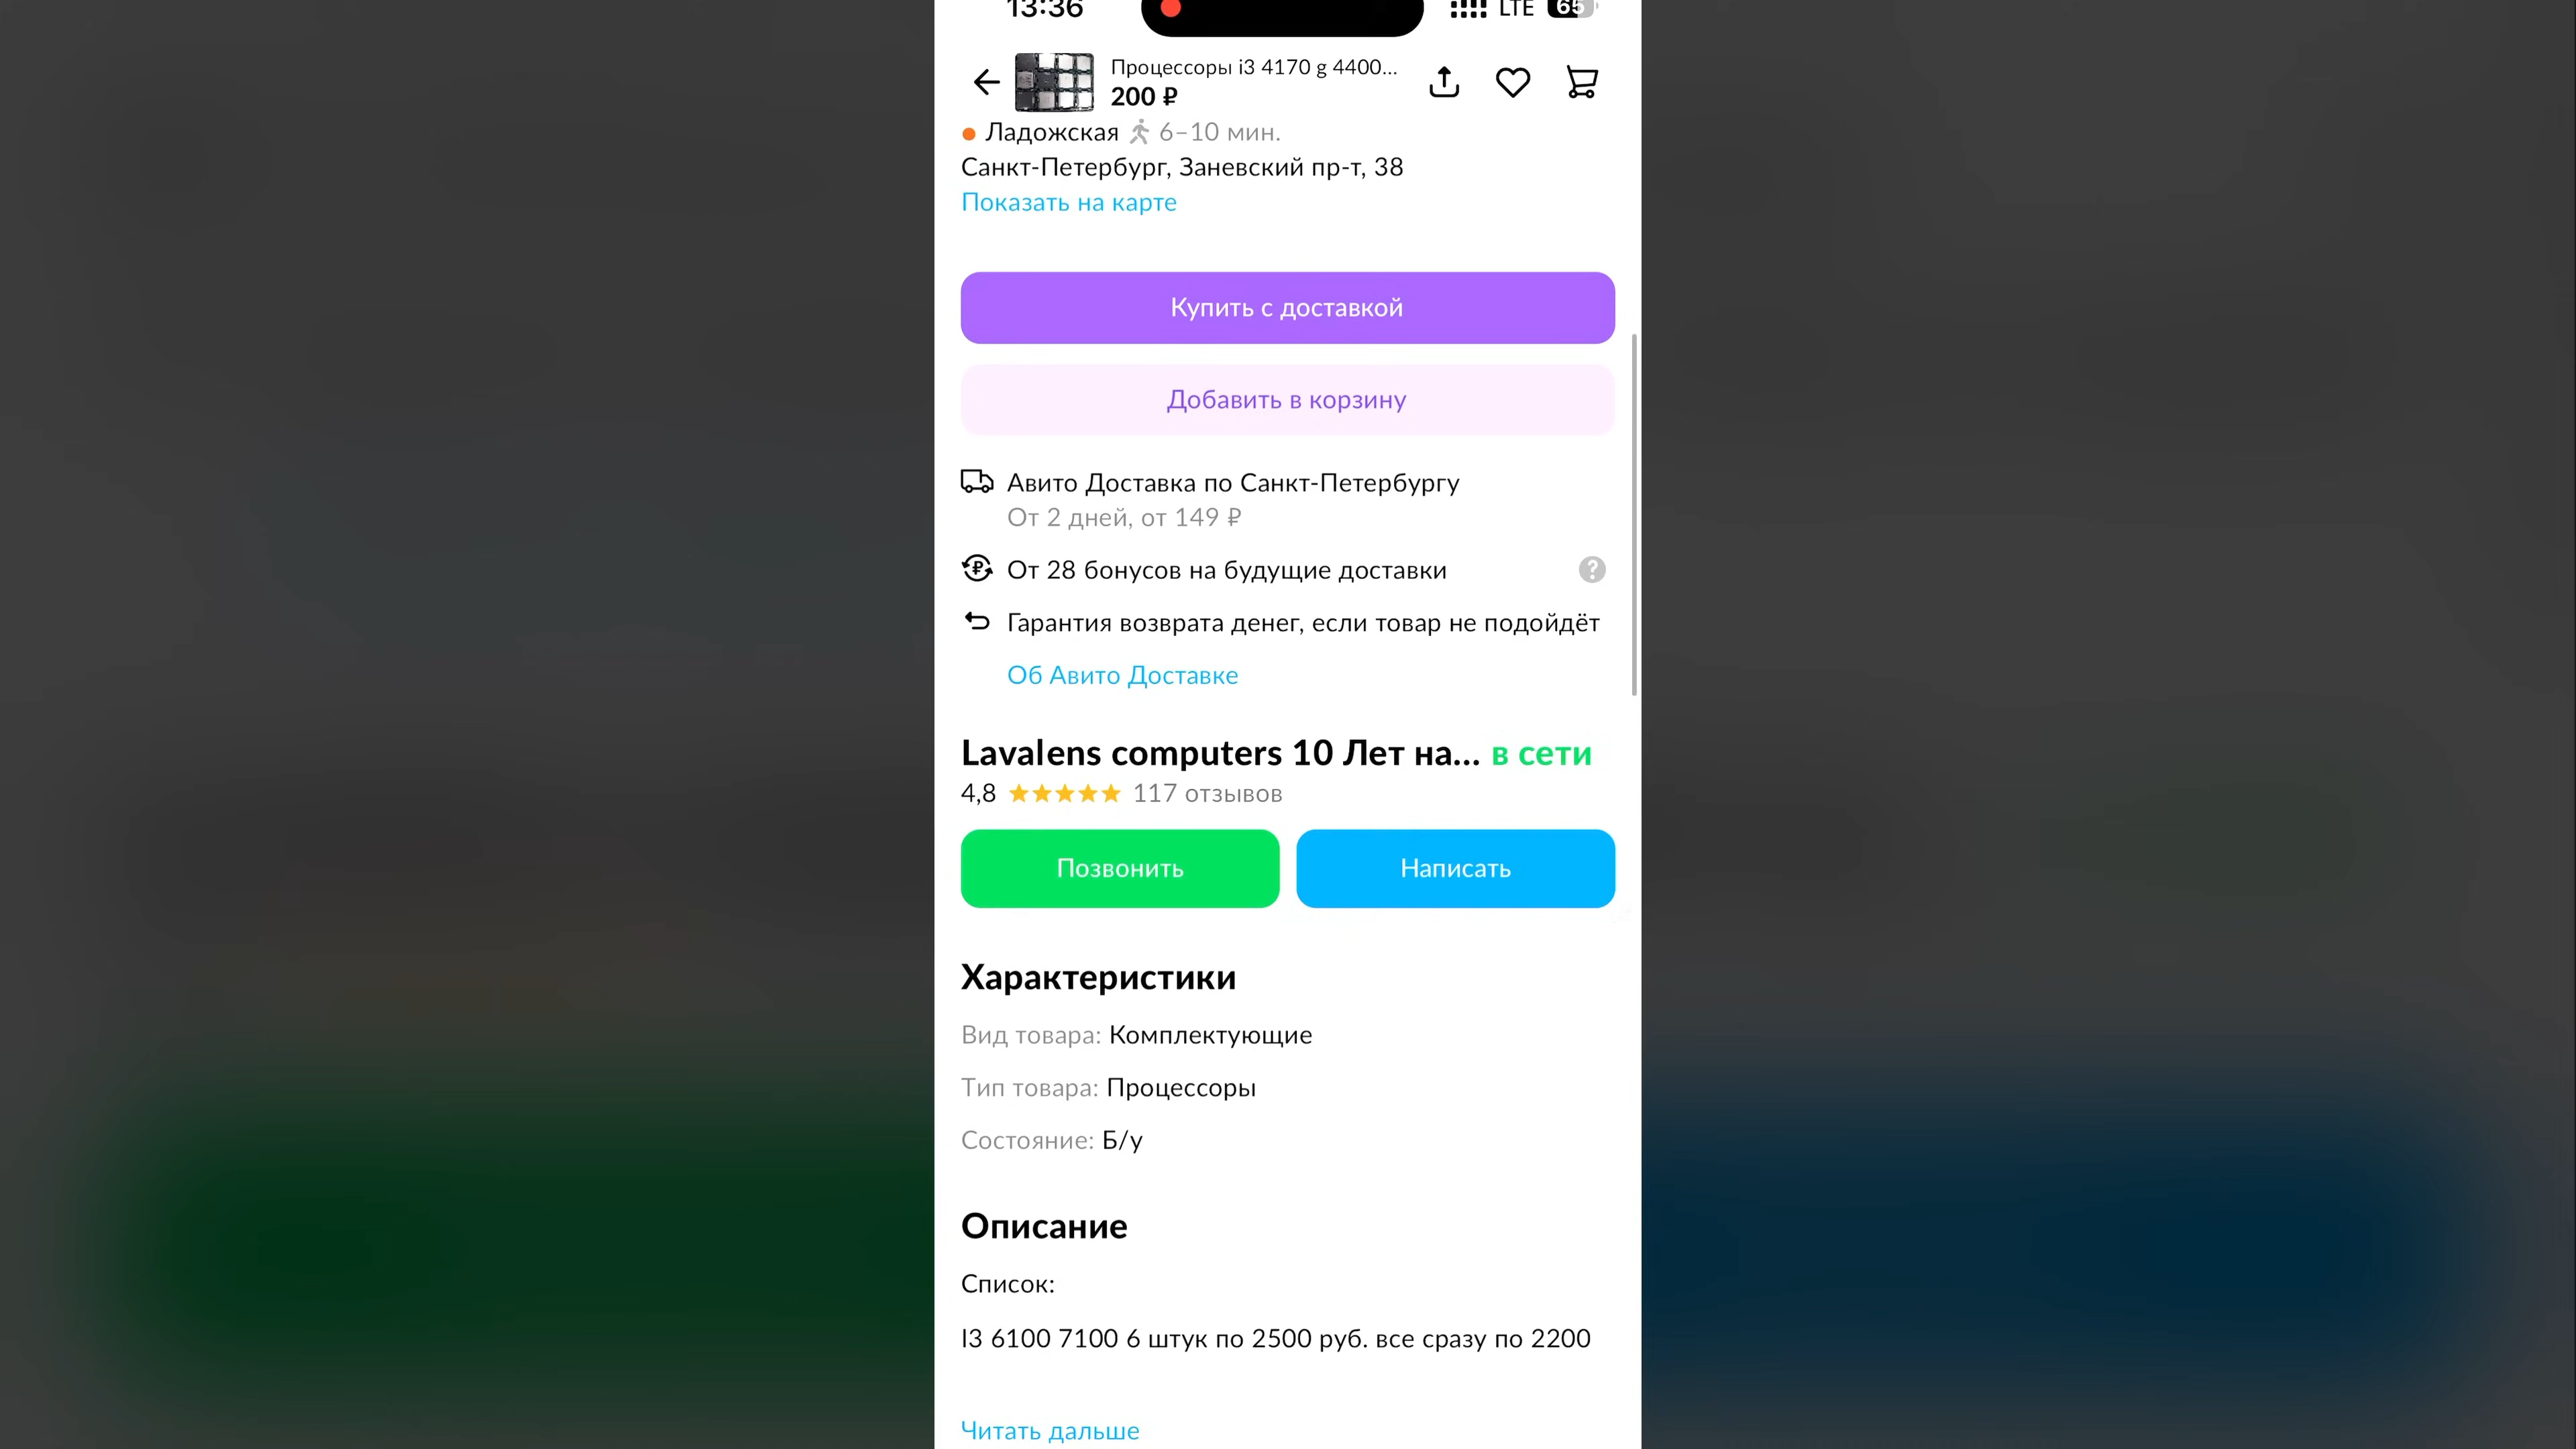 13:36
LTE 65
Процессоры i3 4170 g 4400...
200 ₽
Ладожская 6–10 мин.
Санкт-Петербург, Заневский пр-т, 38
Показать на карте
Купить с доставкой
Добавить в корзину
Авито Доставка по Санкт-Петербургу
От 2 дней, от 149 ₽
От 28 бонусов на будущие доставки
Гарантия возврата денег, если товар не подойдёт
Об Авито Доставке
Lavalens computers 10 Лет на... в сети
4,8 117 отзывов
Позвонить
Написать
Характеристики
Вид товара: Комплектующие
Тип товара: Процессоры
Состояние: Б/у
Описание
Список:
I3 6100 7100 6 штук по 2500 руб. все сразу по 2200
Читать дальше